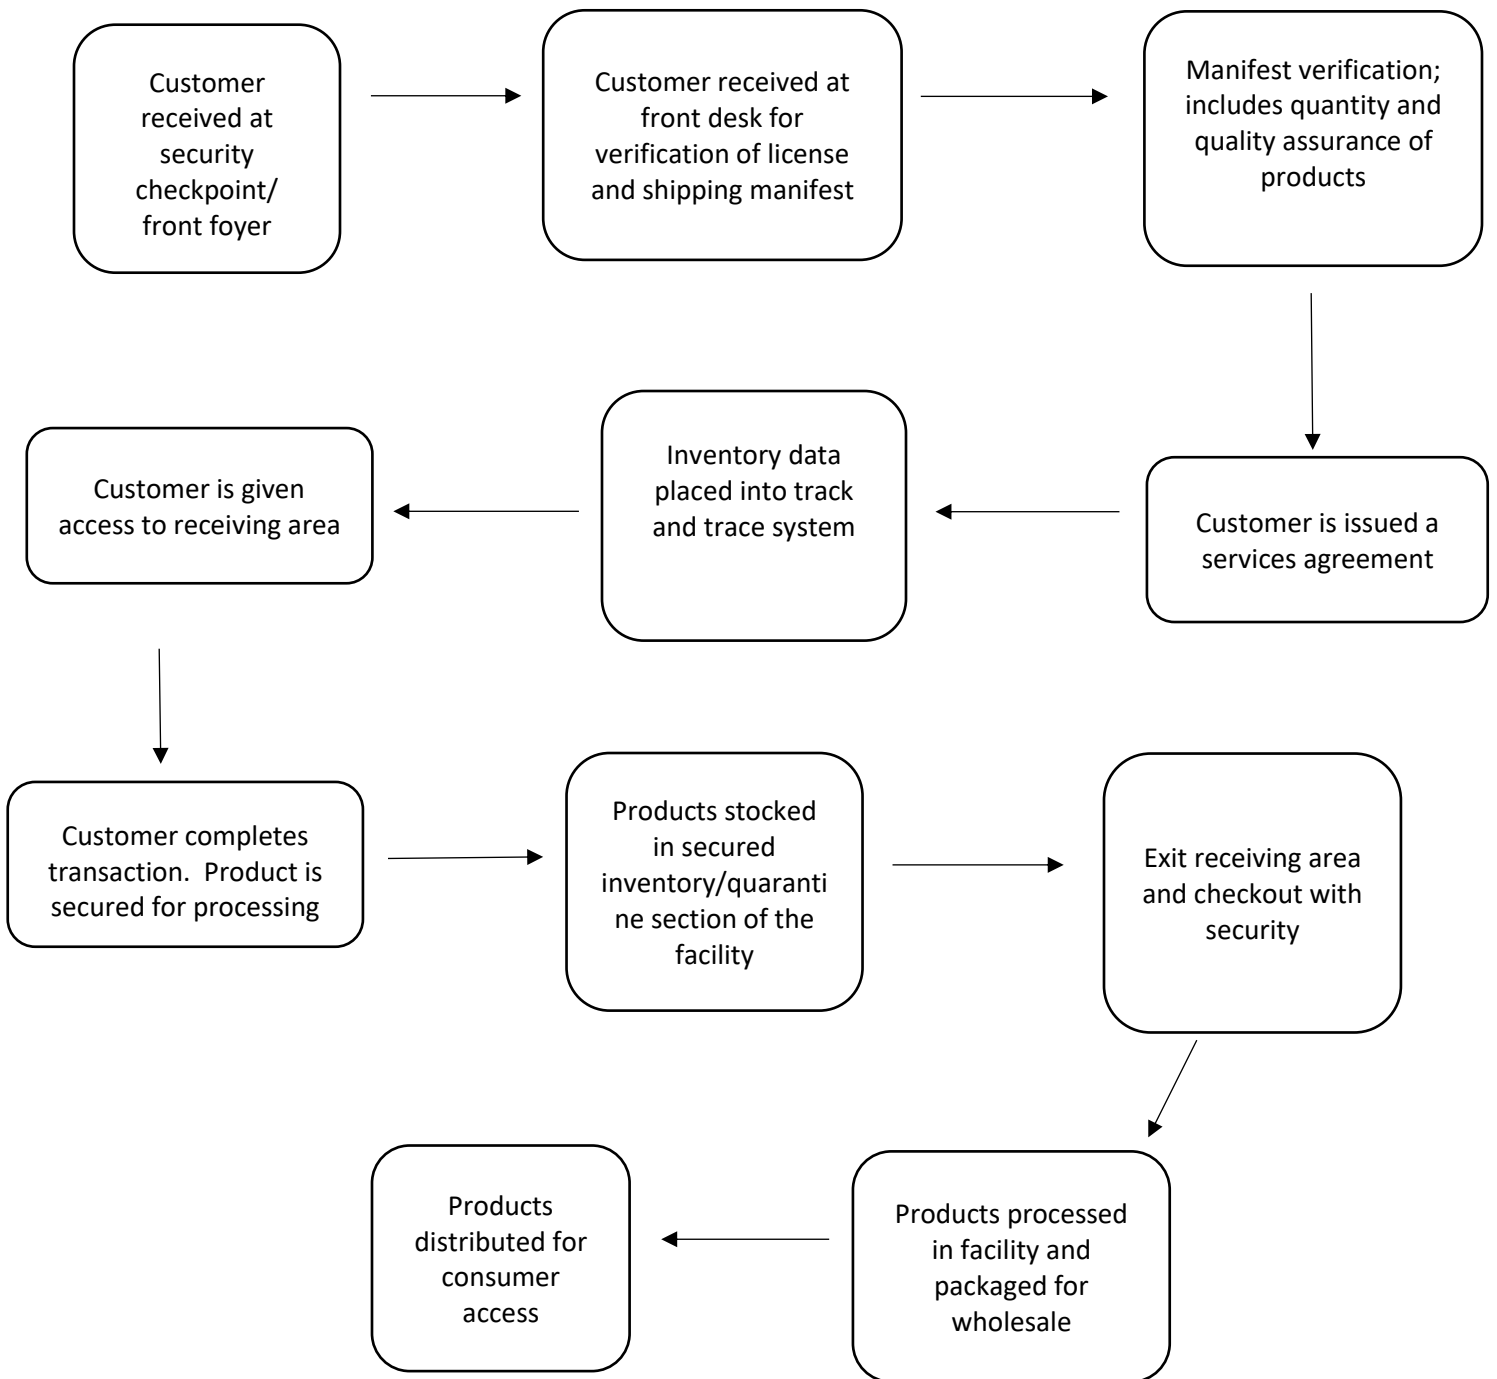 Customer
received at
security
checkpoint/
front foyer
Customer received at
front desk for
verification of license
and shipping manifest
Manifest verification;
includes quantity and
quality assurance of
products
Customer is issued a
services agreement
Inventory data
placed into track
and trace system
Customer is given
access to receiving area
Customer completes
transaction.  Product is
secured for processing
Products stocked
in secured
inventory/quaranti
ne section of the
facility
Exit receiving area
and checkout with
security
Products processed
in facility and
packaged for
wholesale
Products
distributed for
consumer
access